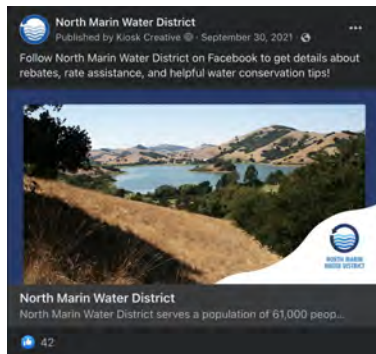 North Marin Water District
Published by Kiosk Creative · September 30, 2021 ·
Follow North Marin Water District on Facebook to get details about
rebates, rate assistance, and helpful water conservation tips!
NORTH MARIN
WATER DISTRICT
North Marin Water District
North Marin Water District serves a population of 61,000 peop...
42